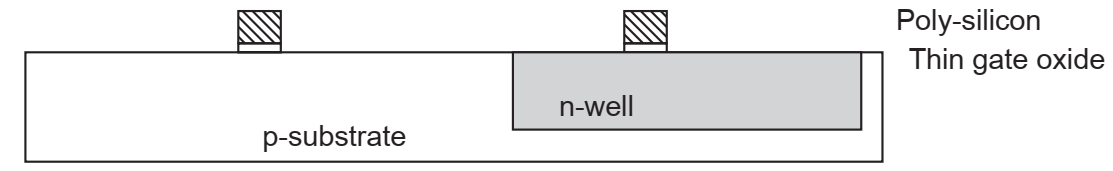 Poly-silicon
Thin gate oxide
n-well
p-substrate